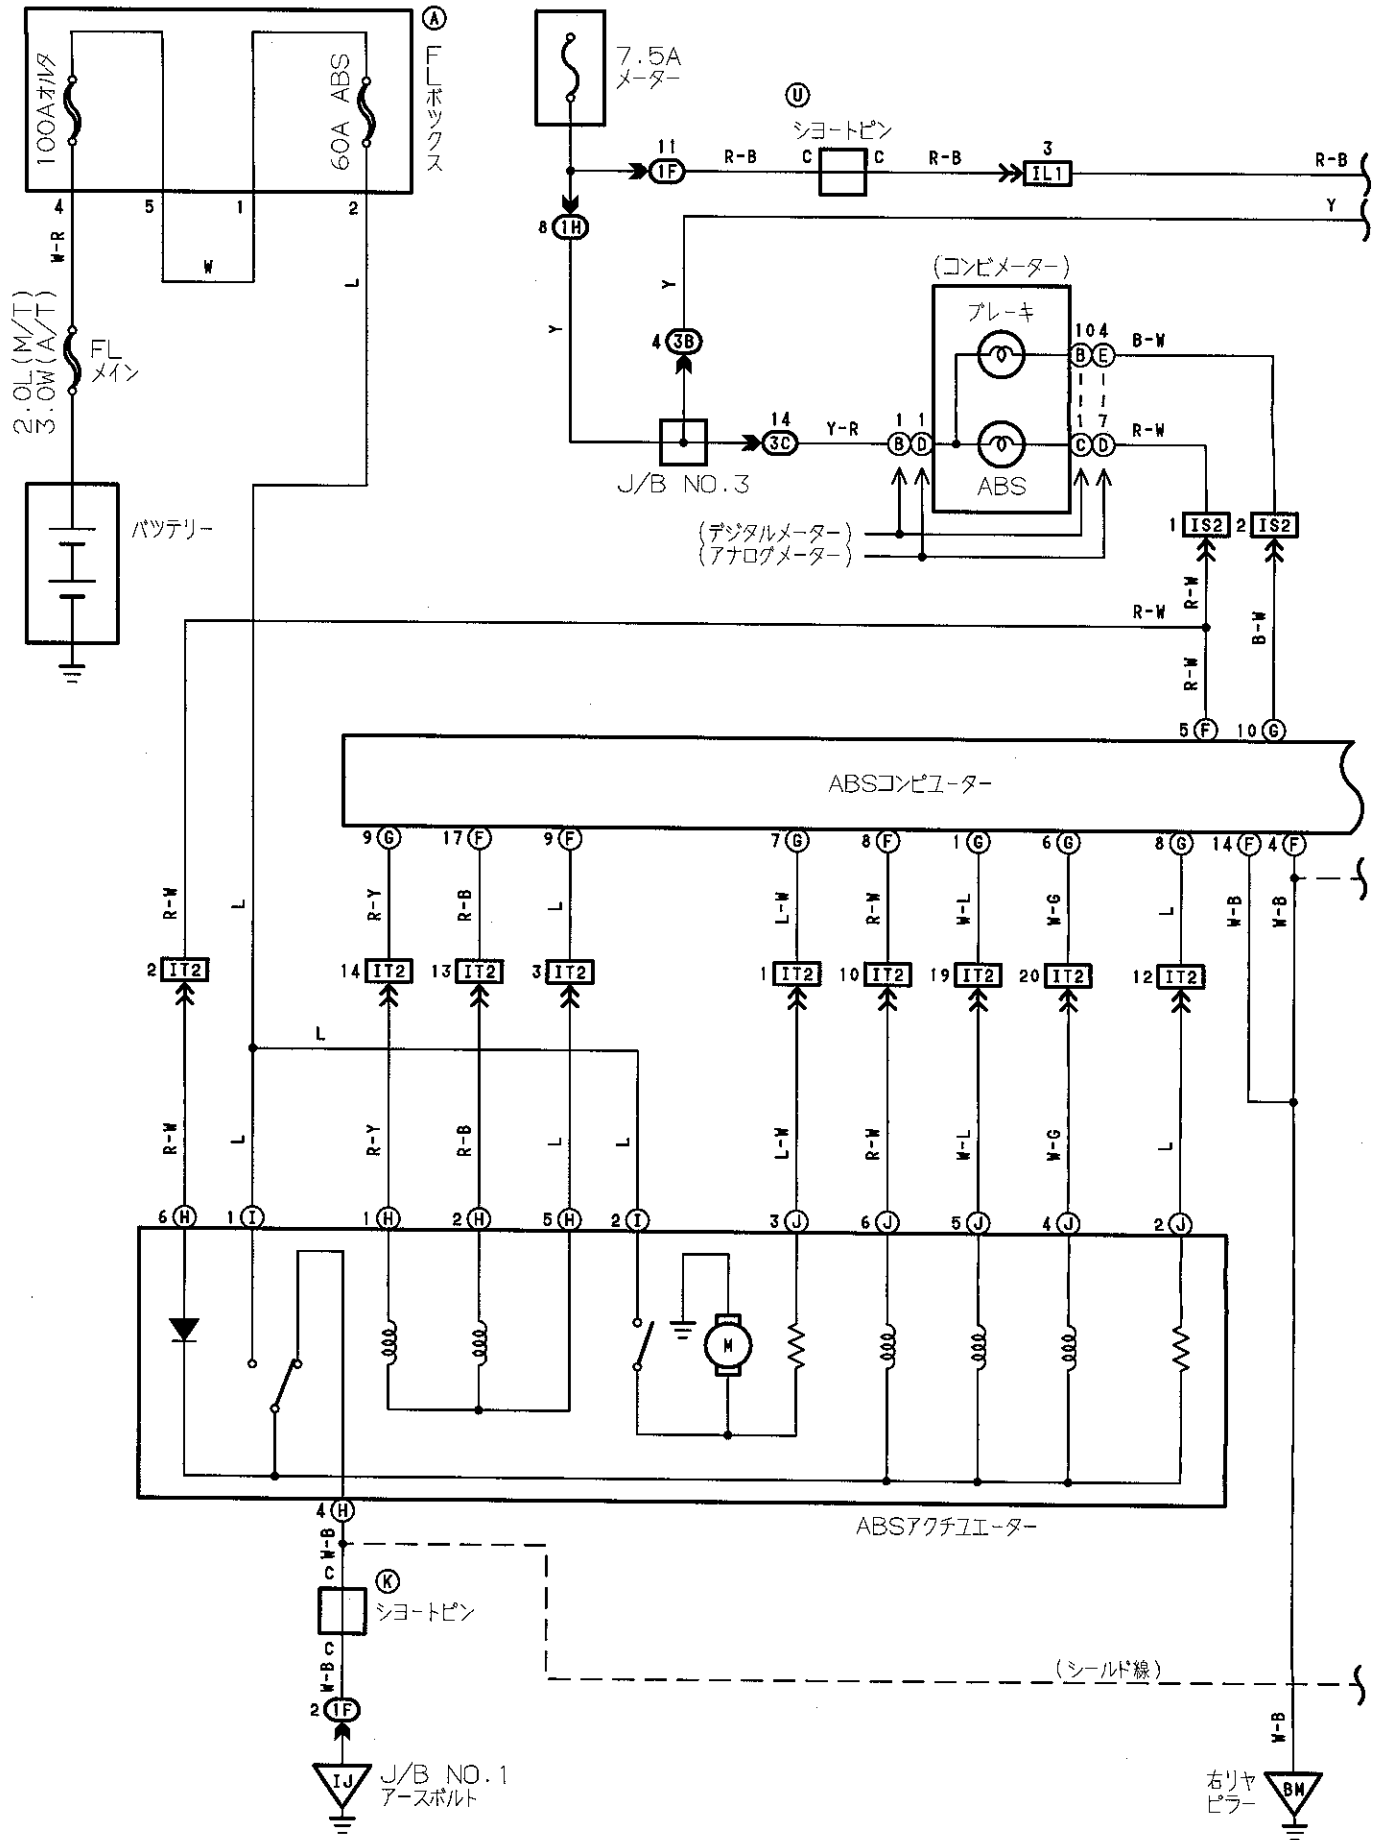 Ⓐ
FLボックス
100Aオルタ
60A ABS
4 5 1 2
W-R
W
L
2.0L(M/T)
3.0W(A/T)
FL
メイン
バッテリー
7.5A
メーター
11
1F
R-B
C
Ⓤ
ショートピン
C
R-B
3
IL1
R-B
8 1H
Y
Y
Y
4 3B
J/B NO.3
14
3C
Y-R
1 1
B D
(コンビメーター)
ブレーキ
ABS
10 4
B E
B-W
1 7
C D
R-W
(デジタルメーター)
(アナログメーター)
1 IS2 2 IS2
R-W
R-W
B-W
R-W
5 F 10 G
ABSコンピューター
9 G 17 F 9 F 7 G 8 F 1 G 6 G 8 G 14 F 4 F
R-W L R-Y R-B L L-W R-W W-L W-G L W-B W-B
2 IT2 14 IT2 13 IT2 3 IT2 1 IT2 10 IT2 19 IT2 20 IT2 12 IT2
L
R-W L R-Y R-B L L L-W R-W W-L W-G L
6 H 1 I 1 H 2 H 5 H 2 I 3 J 6 J 5 J 4 J 2 J
M
4 H
ABSアクチュエーター
W-B
C
Ⓚ
ショートピン
C
W-B
(シールド線)
2 1F
W-B
IJ
J/B NO.1
アースボルト
右リヤ
ピラー
BM